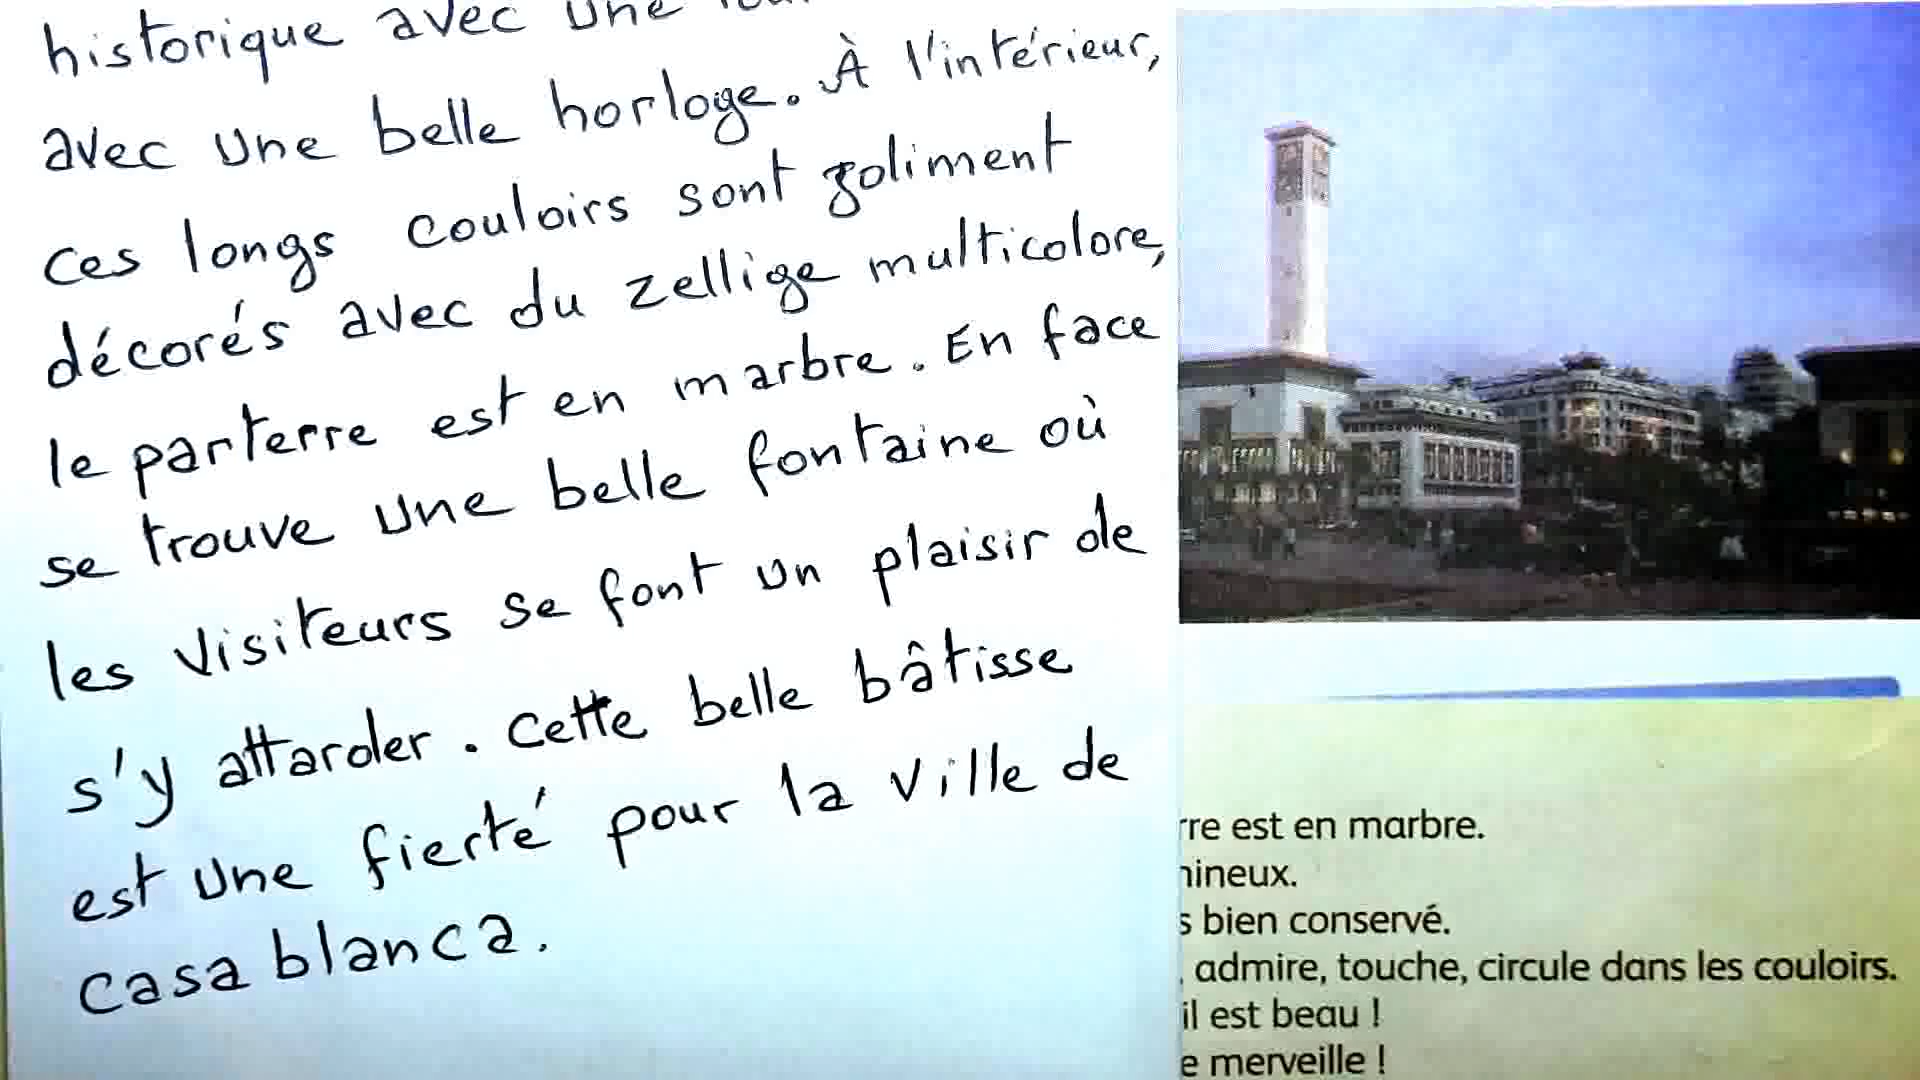 historique avec une
avec une belle horloge. À l'intérieur,
ces longs couloirs sont joliment
décorés avec du zellige multicolore,
le parterre est en marbre. En face
se trouve une belle fontaine où
les visiteurs se font un plaisir de
s'y attarder. Cette belle bâtisse
est une fierté pour la ville de
casablanca.
rre est en marbre.
nineux.
s bien conservé.
, admire, touche, circule dans les couloirs.
il est beau !
e merveille !